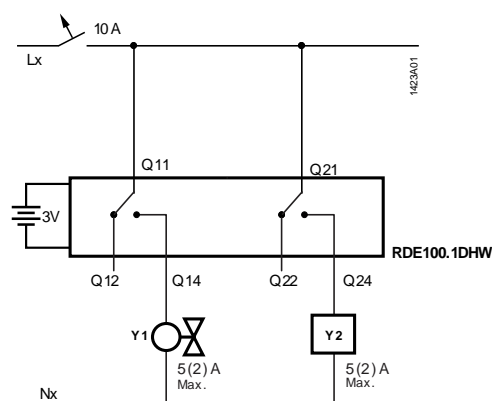 10 A
Lx
1423A01
Q11
Q21
3V
RDE100.1DHW
Q12
Q14
Q22
Q24
Y1
Y2
5(2) A
Max.
5(2) A
Max.
Nx